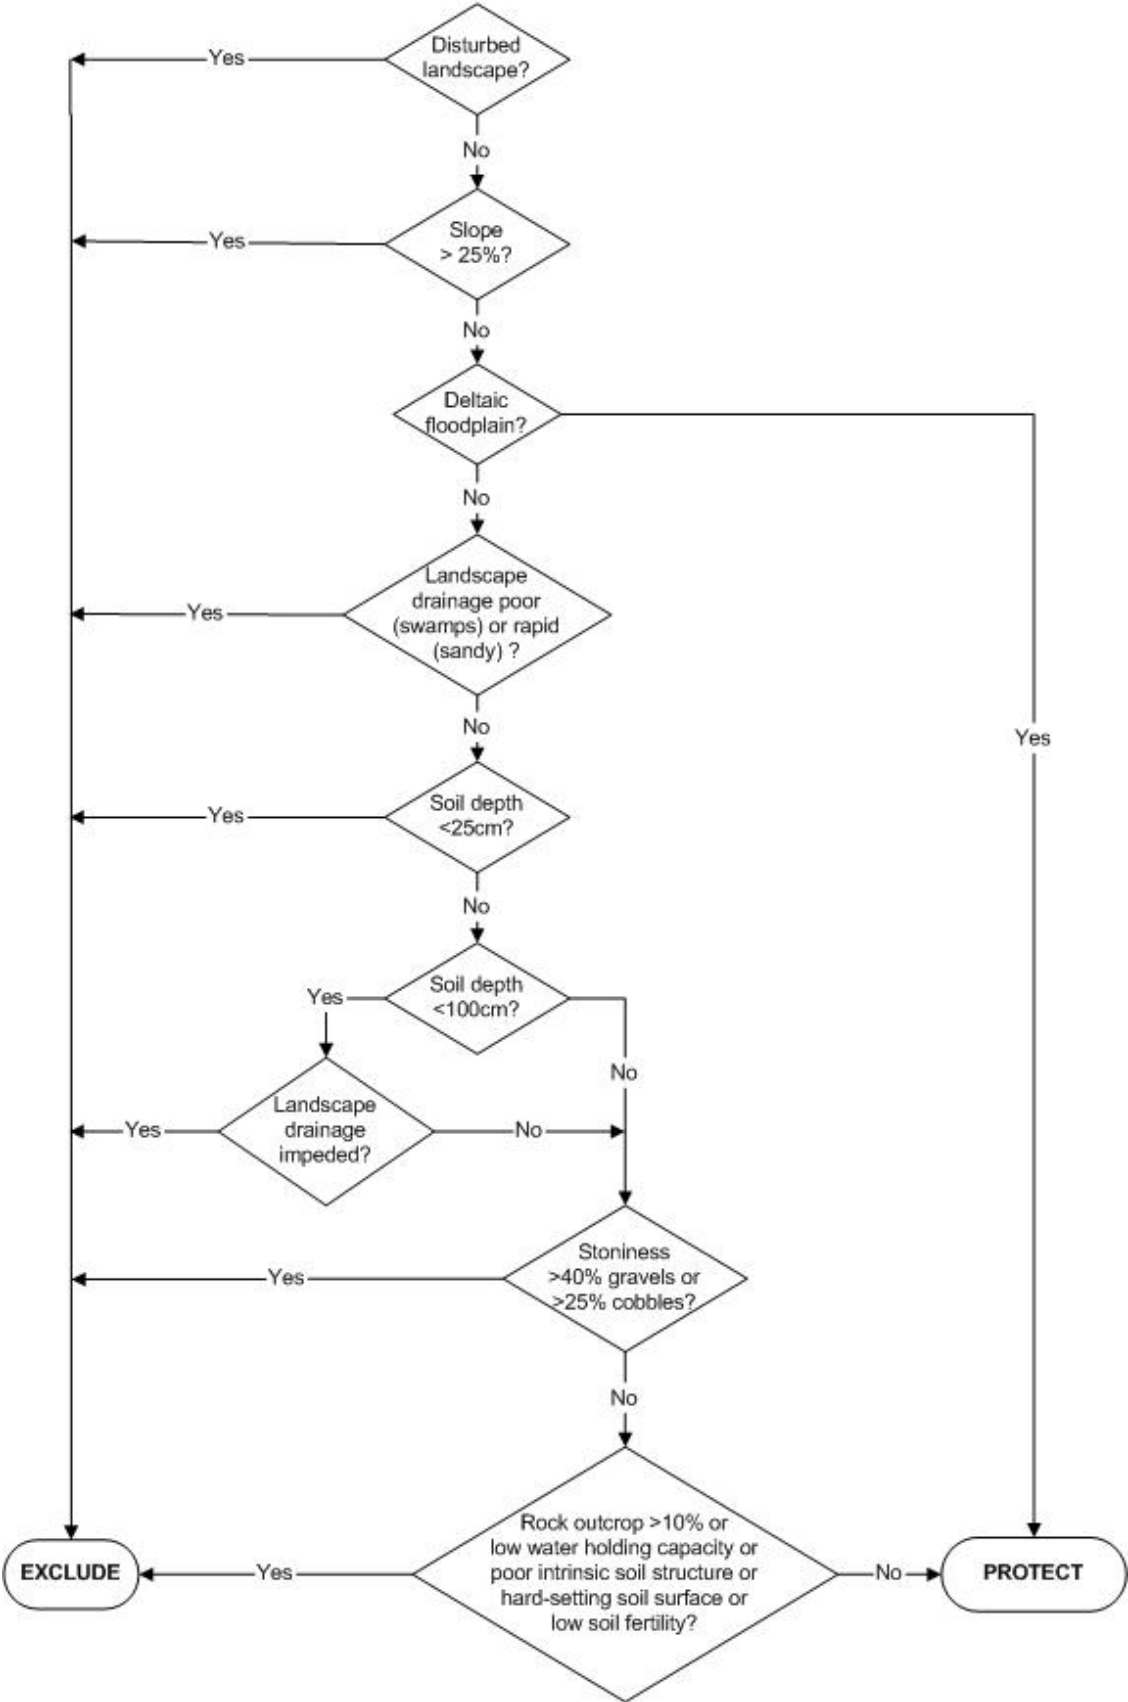 Disturbed
landscape?
Yes
No
Slope
> 25%?
Yes
No
Deltaic
floodplain?
No
Yes
Landscape
drainage poor
(swamps) or rapid
(sandy) ?
Yes
No
Soil depth
<25cm?
Yes
No
Soil depth
<100cm?
Yes
No
Landscape
drainage
impeded?
Yes
No
Stoniness
>40% gravels or
>25% cobbles?
Yes
No
Rock outcrop >10% or
low water holding capacity or
poor intrinsic soil structure or
hard-setting soil surface or
low soil fertility?
Yes
No
EXCLUDE
PROTECT